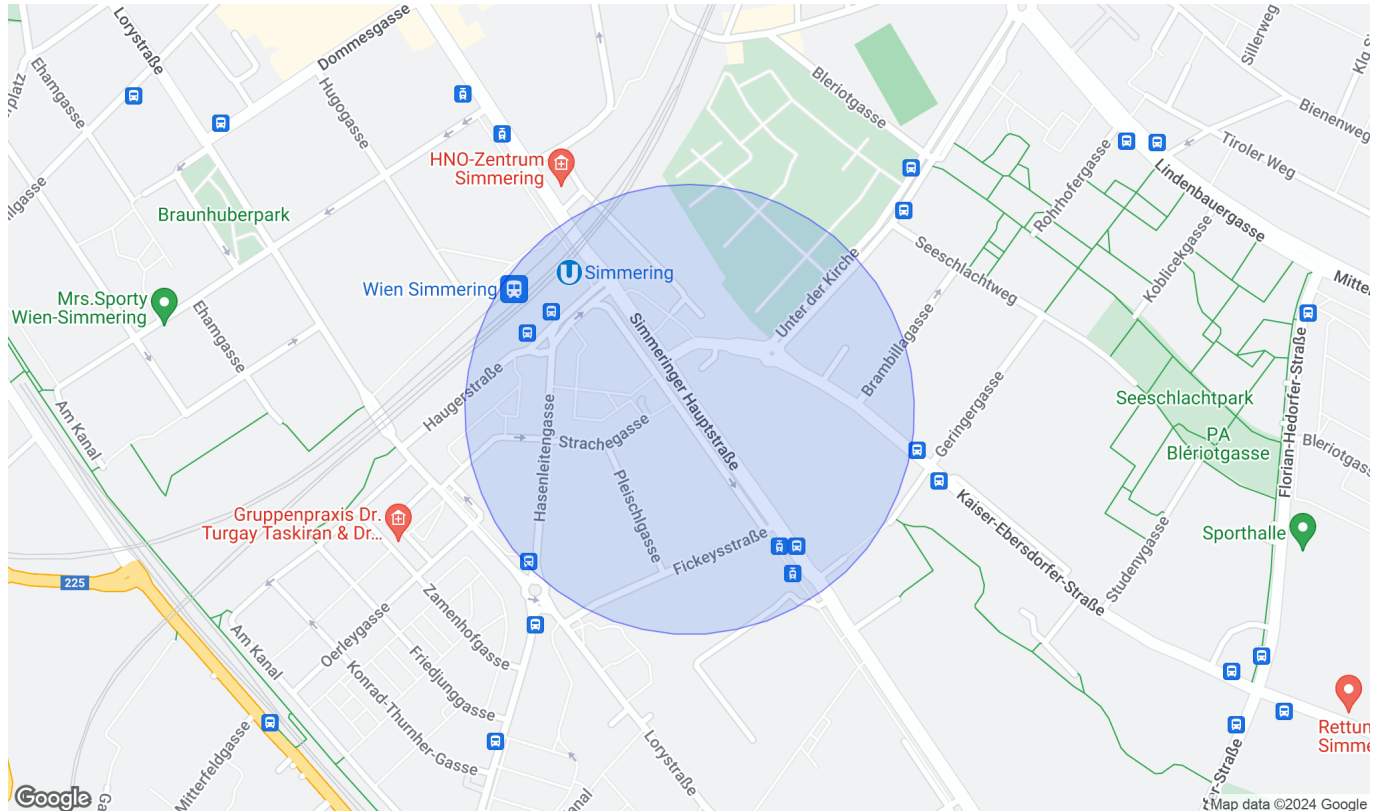 Lorystraße
Dommesgasse
Ehamgasse
Hugogasse
Bleriotgasse
Sillerweg
Bienenweg
Tiroler Weg
HNO-Zentrum
Simmering
Rohrhofergasse
Lindenbauergasse
Braunhuberpark
Koblicekgasse
Seeschlachtweg
Unter der Kirche
U Simmering
Wien Simmering
Mrs.Sporty
Wien-Simmering
Ehamgasse
Simmeringer Hauptstraße
Brambillagasse
Florian-Hedorfer-Straße
Haugerstraße
Am Kanal
Hasenleitengasse
Strachegasse
Geringergasse
Seeschlachtpark
PA
Blériotgasse
Bleriotgasse
Pleischlgasse
Kaiser-Ebersdorfer-Straße
Gruppenpraxis Dr.
Turgay Taskiran & Dr...
Sporthalle
Fickeysstraße
Studenygasse
225
Zamenhofgasse
Oerleygasse
Am Kanal
Friedjunggasse
Konrad-Thurnher-Gasse
Lorystraße
Mitterfeldgasse
Google
Map data ©2024 Google